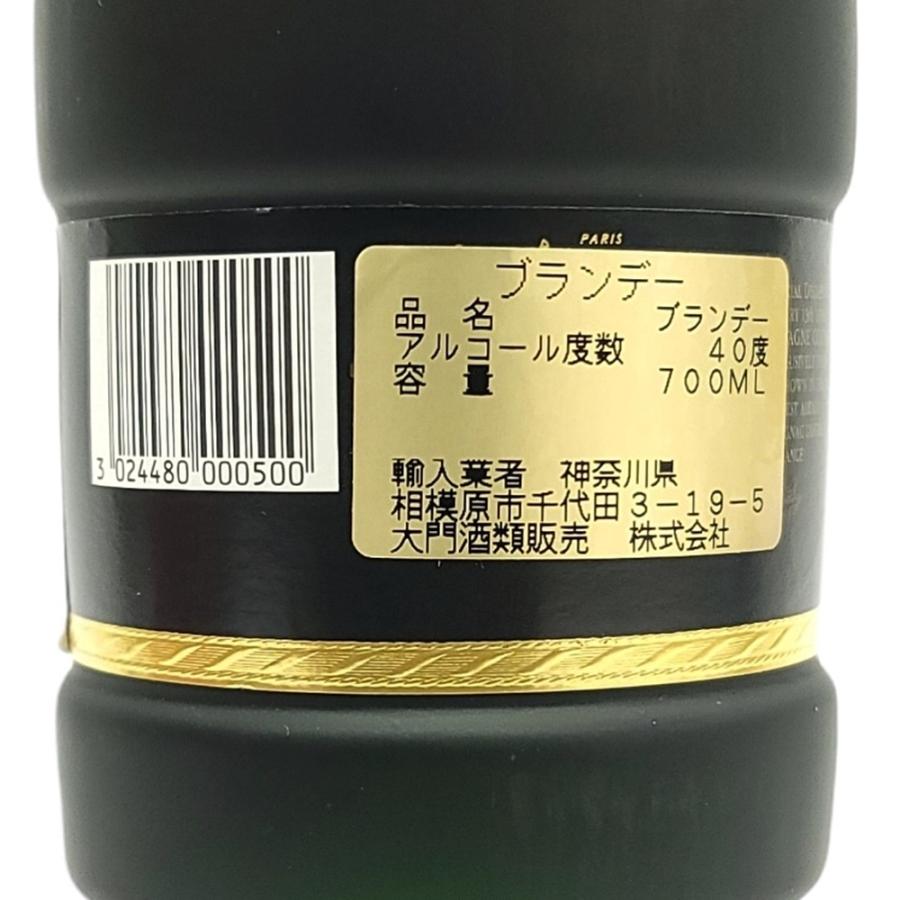 PARIS
ブランデー
品 名 ブランデー
アルコール度数 40度
容 量 700ML
輸入業者 神奈川県
相模原市千代田3-19-5
大門酒類販売 株式会社
3 024480 000500